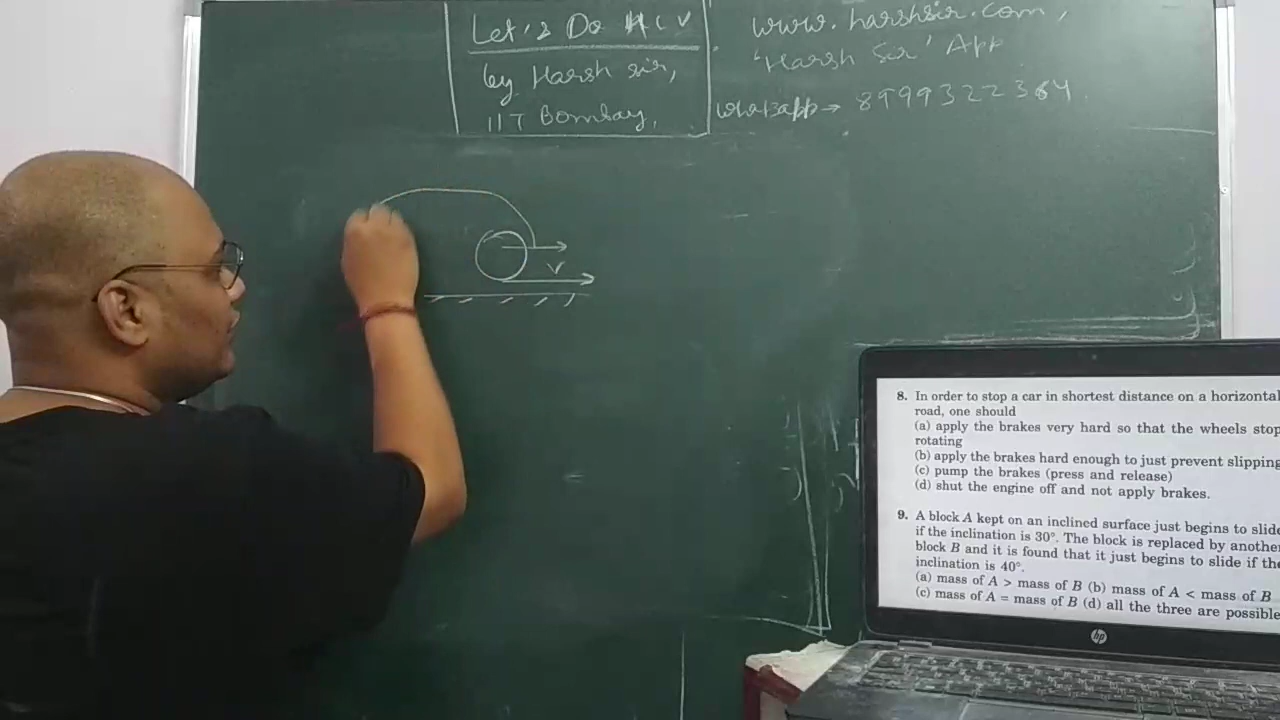 Let's Do HCV
by Harsh sir,
IIT Bombay,
www.harshsir.com,
'Harsh Sir' App
whatsapp → 8999322364
v
8. In order to stop a car in shortest distance on a horizontal
road, one should
(a) apply the brakes very hard so that the wheels stop
rotating
(b) apply the brakes hard enough to just prevent slipping
(c) pump the brakes (press and release)
(d) shut the engine off and not apply brakes.
9. A block A kept on an inclined surface just begins to slide
if the inclination is 30°. The block is replaced by another
block B and it is found that it just begins to slide if the
inclination is 40°.
(a) mass of A > mass of B (b) mass of A < mass of B
(c) mass of A = mass of B (d) all the three are possible
hp